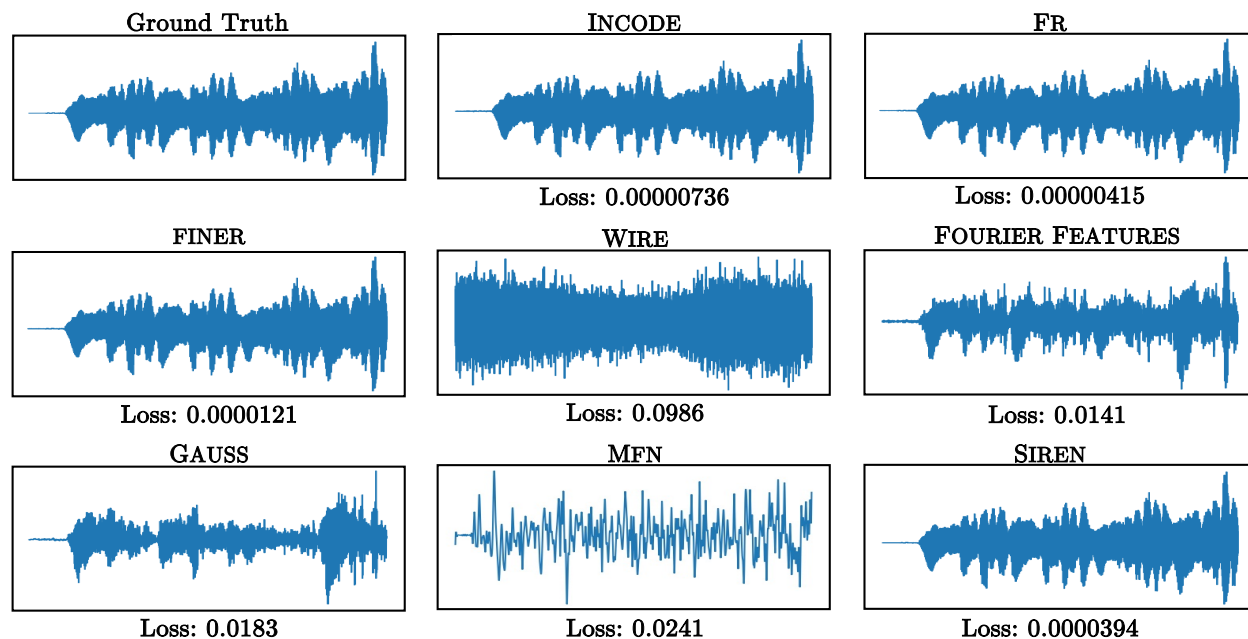 Ground Truth
INCODE
FR
Loss: 0.00000736
Loss: 0.00000415
FINER
WIRE
FOURIER FEATURES
Loss: 0.0000121
Loss: 0.0986
Loss: 0.0141
GAUSS
MFN
SIREN
Loss: 0.0183
Loss: 0.0241
Loss: 0.0000394